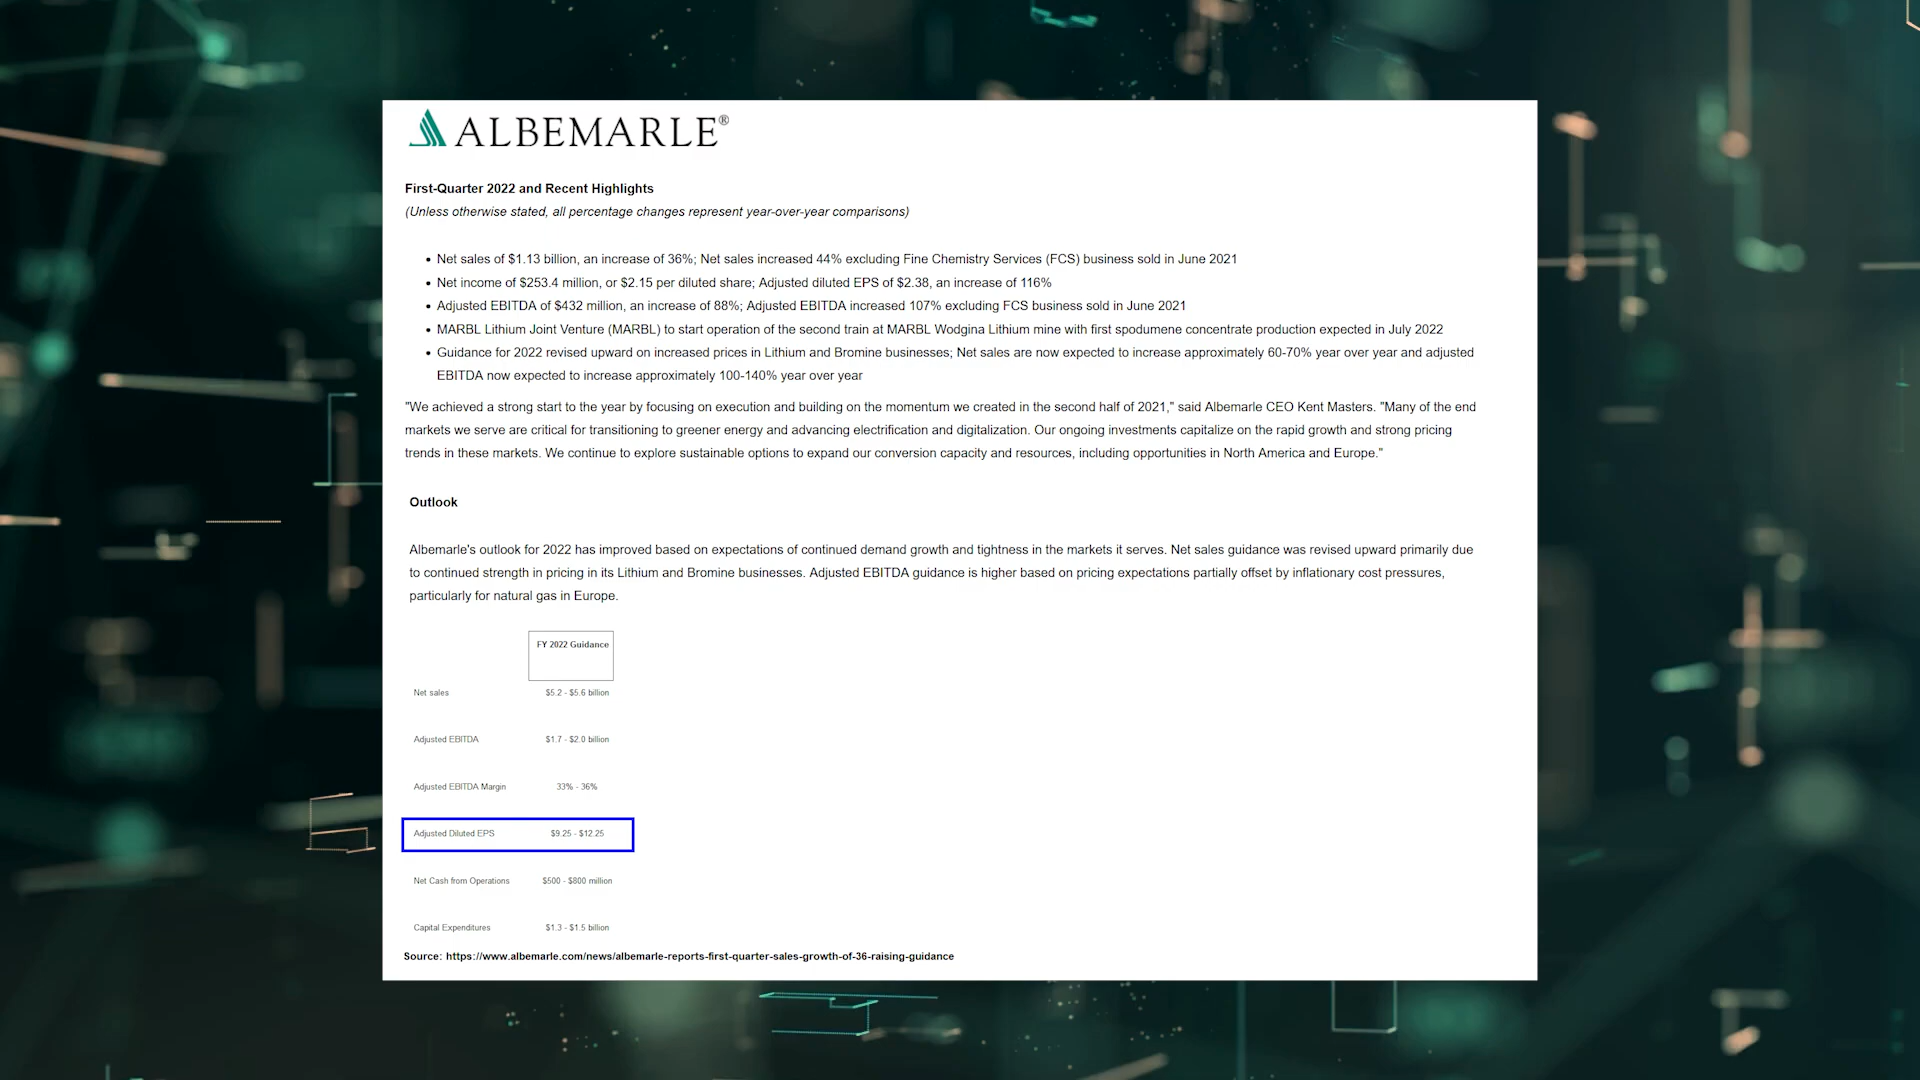 ALBEMARLE®
First-Quarter 2022 and Recent Highlights
(Unless otherwise stated, all percentage changes represent year-over-year comparisons)
• Net sales of $1.13 billion, an increase of 36%; Net sales increased 44% excluding Fine Chemistry Services (FCS) business sold in June 2021
• Net income of $253.4 million, or $2.15 per diluted share; Adjusted diluted EPS of $2.38, an increase of 116%
• Adjusted EBITDA of $432 million, an increase of 88%; Adjusted EBITDA increased 107% excluding FCS business sold in June 2021
• MARBL Lithium Joint Venture (MARBL) to start operation of the second train at MARBL Wodgina Lithium mine with first spodumene concentrate production expected in July 2022
• Guidance for 2022 revised upward on increased prices in Lithium and Bromine businesses; Net sales are now expected to increase approximately 60-70% year over year and adjusted
EBITDA now expected to increase approximately 100-140% year over year
"We achieved a strong start to the year by focusing on execution and building on the momentum we created in the second half of 2021," said Albemarle CEO Kent Masters. "Many of the end
markets we serve are critical for transitioning to greener energy and advancing electrification and digitalization. Our ongoing investments capitalize on the rapid growth and strong pricing
trends in these markets. We continue to explore sustainable options to expand our conversion capacity and resources, including opportunities in North America and Europe."
Outlook
Albemarle's outlook for 2022 has improved based on expectations of continued demand growth and tightness in the markets it serves. Net sales guidance was revised upward primarily due
to continued strength in pricing in its Lithium and Bromine businesses. Adjusted EBITDA guidance is higher based on pricing expectations partially offset by inflationary cost pressures,
particularly for natural gas in Europe.
FY 2022 Guidance
Net sales $5.2 - $5.6 billion
Adjusted EBITDA $1.7 - $2.0 billion
Adjusted EBITDA Margin 33% - 36%
Adjusted Diluted EPS $9.25 - $12.25
Net Cash from Operations $500 - $800 million
Capital Expenditures $1.3 - $1.5 billion
Source: https://www.albemarle.com/news/albemarle-reports-first-quarter-sales-growth-of-36-raising-guidance